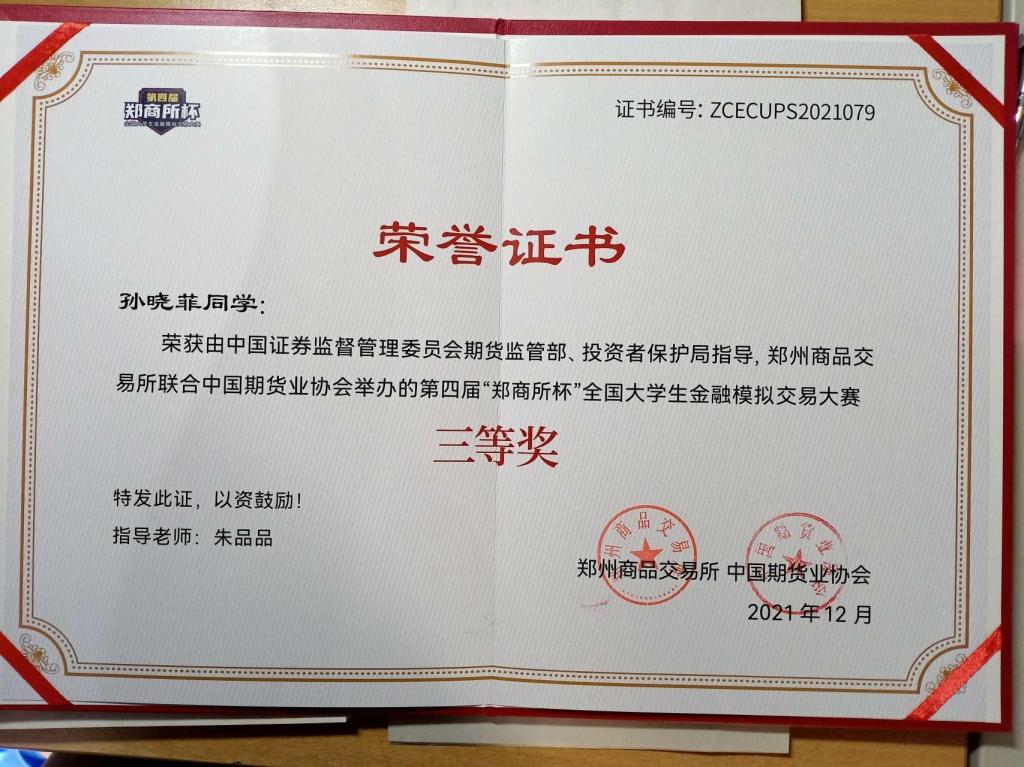 第四届
郑商所杯
证书编号: ZCECUPS2021079
荣誉证书
孙晓菲同学:
荣获由中国证券监督管理委员会期货监管部、投资者保护局指导, 郑州商品交
易所联合中国期货业协会举办的第四届“郑商所杯”全国大学生金融模拟交易大赛
三等奖
特发此证, 以资鼓励!
指导老师: 朱品品
郑州商品交易所 中国期货业协会
2021年12月